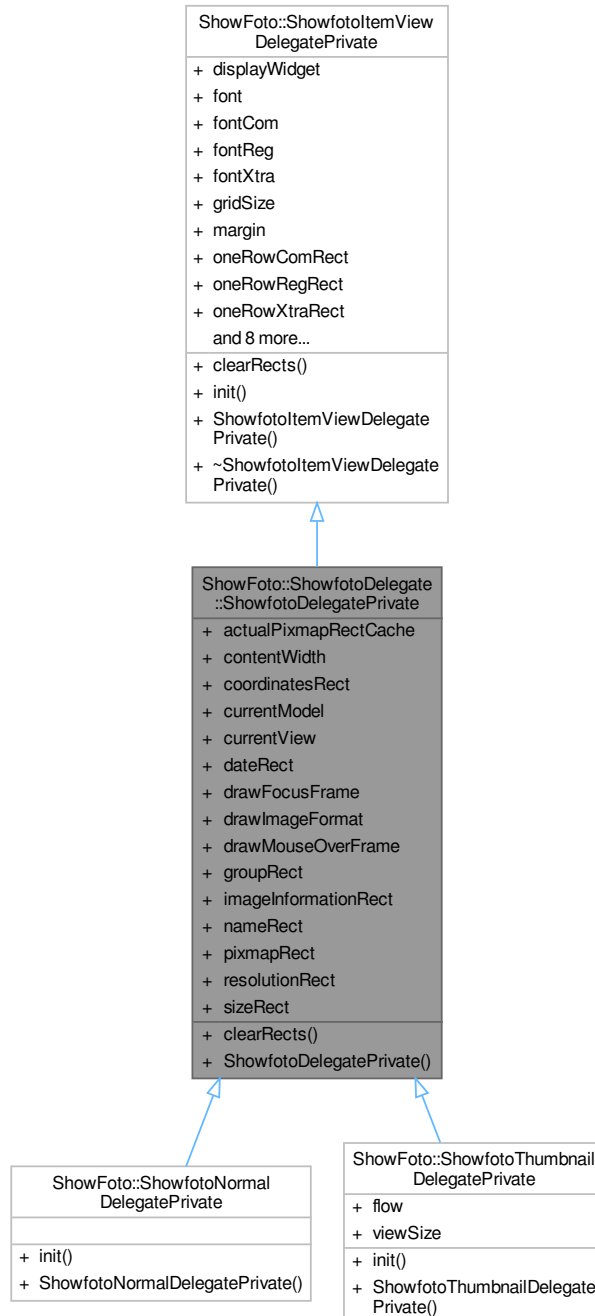 ShowFoto::ShowfotoItemView
DelegatePrivate
+ displayWidget
+ font
+ fontCom
+ fontReg
+ fontXtra
+ gridSize
+ margin
+ oneRowComRect
+ oneRowRegRect
+ oneRowXtraRect
and 8 more...
+ clearRects()
+ init()
+ ShowfotoItemViewDelegate
Private()
+ ~ShowfotoItemViewDelegate
Private()
ShowFoto::ShowfotoDelegate
::ShowfotoDelegatePrivate
+ actualPixmapRectCache
+ contentWidth
+ coordinatesRect
+ currentModel
+ currentView
+ dateRect
+ drawFocusFrame
+ drawImageFormat
+ drawMouseOverFrame
+ groupRect
+ imageInformationRect
+ nameRect
+ pixmapRect
+ resolutionRect
+ sizeRect
+ clearRects()
+ ShowfotoDelegatePrivate()
ShowFoto::ShowfotoNormal
DelegatePrivate
+ init()
+ ShowfotoNormalDelegatePrivate()
ShowFoto::ShowfotoThumbnail
DelegatePrivate
+ flow
+ viewSize
+ init()
+ ShowfotoThumbnailDelegate
Private()